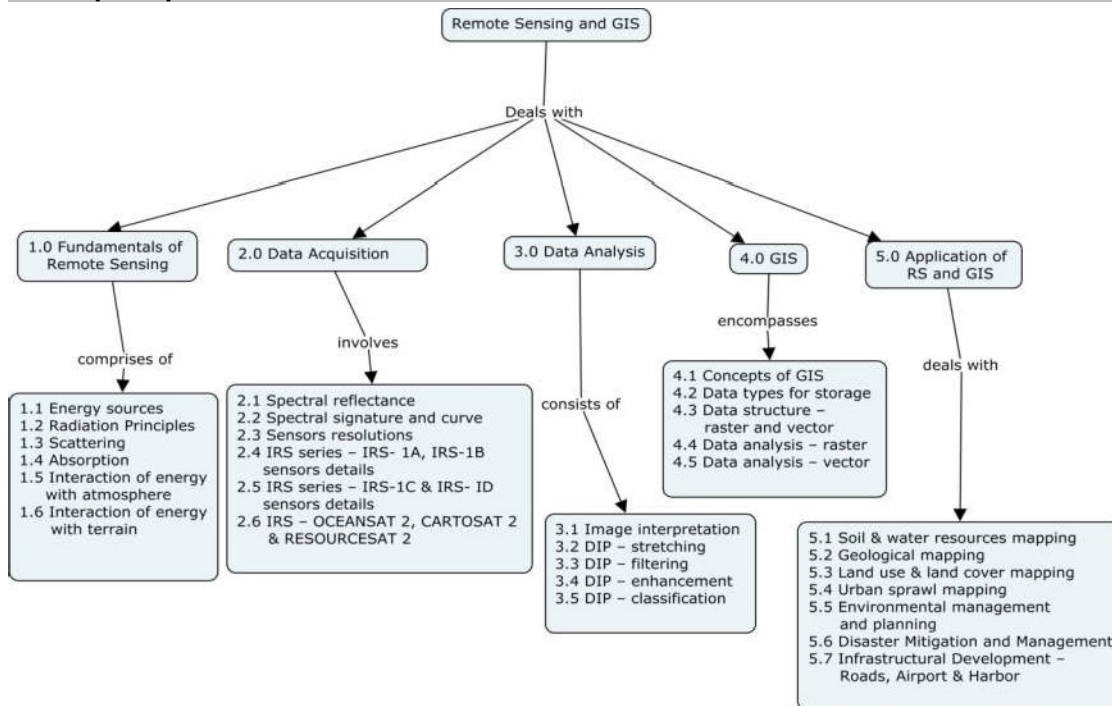 Remote Sensing and GIS
Deals with
1.0 Fundamentals of
Remote Sensing
2.0 Data Acquisition
3.0 Data Analysis
4.0 GIS
5.0 Application of
RS and GIS
comprises of
involves
consists of
encompasses
deals with
1.1 Energy sources
1.2 Radiation Principles
1.3 Scattering
1.4 Absorption
1.5 Interaction of energy
with atmosphere
1.6 Interaction of energy
with terrain
2.1 Spectral reflectance
2.2 Spectral signature and curve
2.3 Sensors resolutions
2.4 IRS series – IRS- 1A, IRS-1B
sensors details
2.5 IRS series – IRS-1C & IRS- ID
sensors details
2.6 IRS – OCEANSAT 2, CARTOSAT 2
& RESOURCESAT 2
3.1 Image interpretation
3.2 DIP – stretching
3.3 DIP – filtering
3.4 DIP – enhancement
3.5 DIP – classification
4.1 Concepts of GIS
4.2 Data types for storage
4.3 Data structure –
raster and vector
4.4 Data analysis – raster
4.5 Data analysis – vector
5.1 Soil & water resources mapping
5.2 Geological mapping
5.3 Land use & land cover mapping
5.4 Urban sprawl mapping
5.5 Environmental management
and planning
5.6 Disaster Mitigation and Management
5.7 Infrastructural Development –
Roads, Airport & Harbor